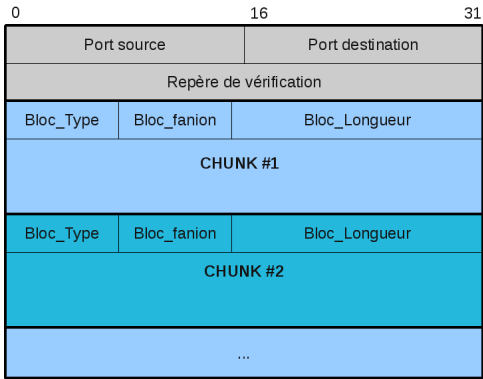 0 16 31
Port source Port destination
Repère de vérification
Bloc_Type Bloc_fanion Bloc_Longueur
CHUNK #1
Bloc_Type Bloc_fanion Bloc_Longueur
CHUNK #2
...